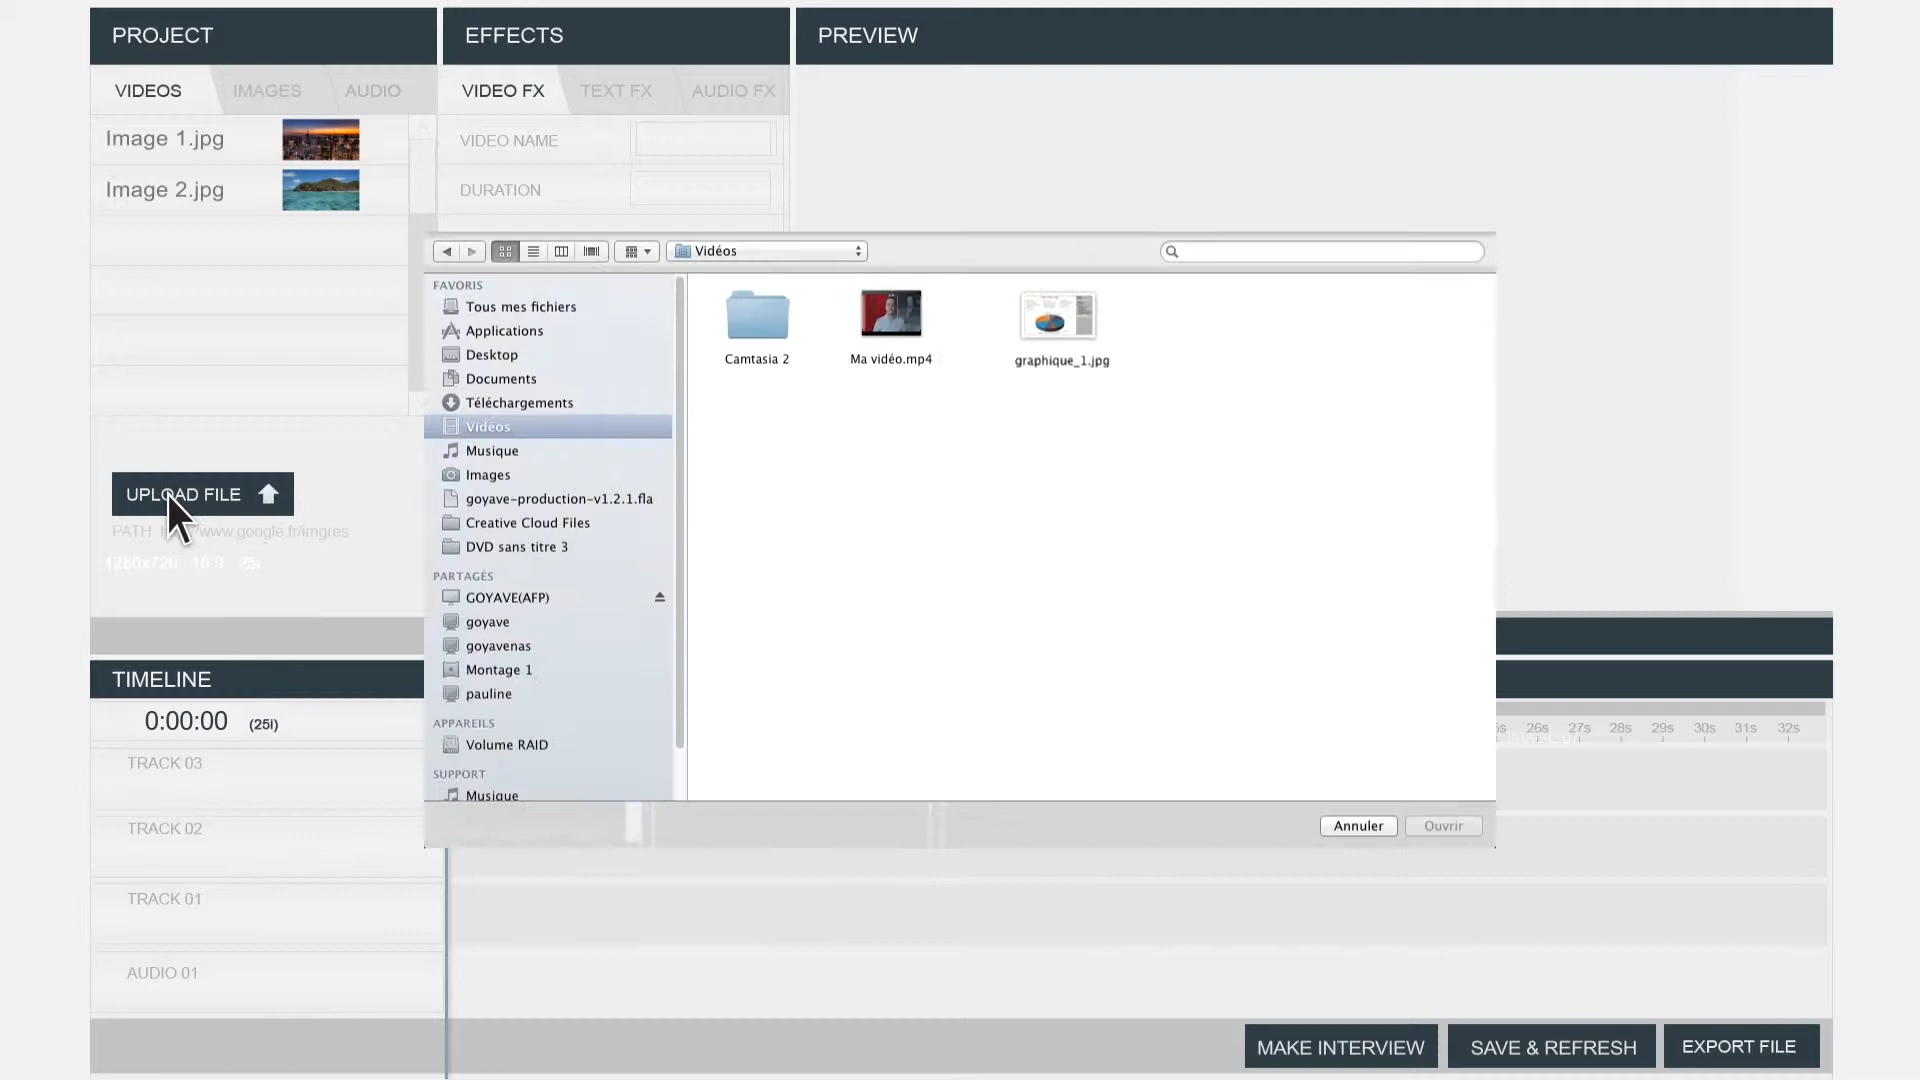 PROJECT
EFFECTS
PREVIEW
VIDEOS
IMAGES
AUDIO
VIDEO FX
TEXT FX
AUDIO FX
Image 1.jpg
Image 2.jpg
VIDEO NAME
DURATION
UPLOAD FILE
PATH
www.google.fr/imgres
1280x720 16:9 25i
Vidéos
FAVORIS
Tous mes fichiers
Applications
Desktop
Documents
Téléchargements
Vidéos
Musique
Images
goyave-production-v1.2.1.fla
Creative Cloud Files
DVD sans titre 3
PARTAGÉS
GOYAVE(AFP)
goyave
goyavenas
Montage 1
pauline
APPAREILS
Volume RAID
SUPPORT
Musique
Camtasia 2
Ma vidéo.mp4
graphique_1.jpg
Annuler
Ouvrir
TIMELINE
0:00:00 (25i)
26s 27s 28s 29s 30s 31s 32s
TRACK 03
TRACK 02
TRACK 01
AUDIO 01
MAKE INTERVIEW
SAVE & REFRESH
EXPORT FILE